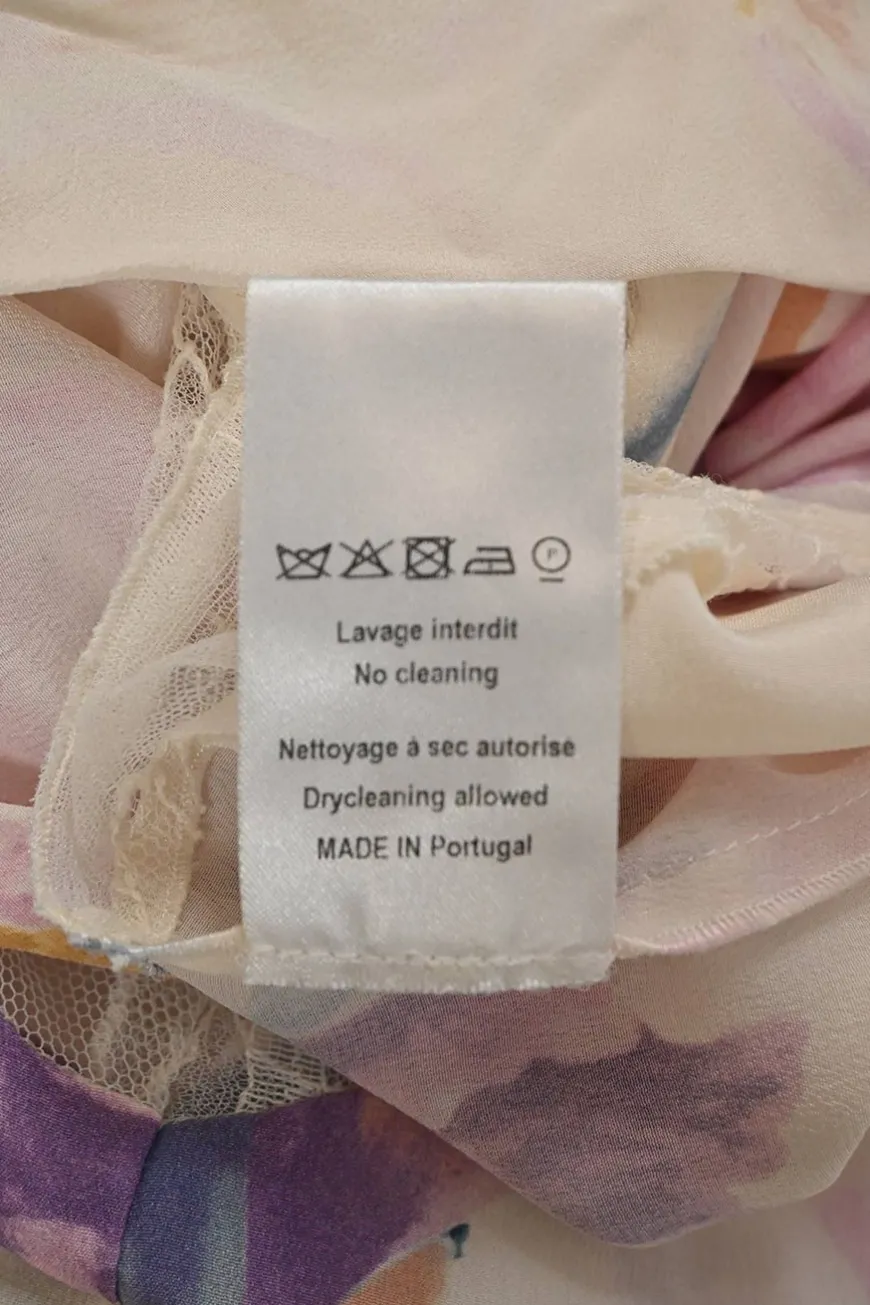 P
Lavage interdit
No cleaning
Nettoyage à sec autorise
Drycleaning allowed
MADE IN Portugal